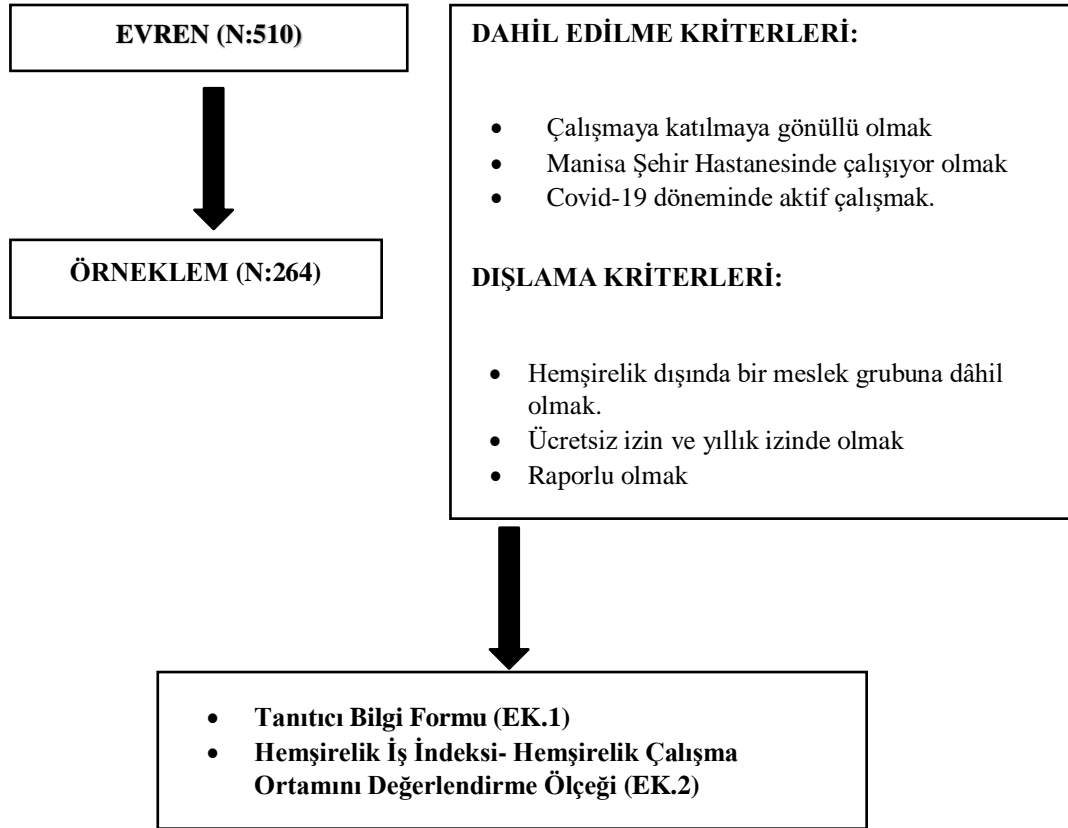 EVREN (N:510)
ÖRNEKLEM (N:264)
DAHİL EDİLME KRİTERLERİ:
• Çalışmaya katılmaya gönüllü olmak
• Manisa Şehir Hastanesinde çalışıyor olmak
• Covid-19 döneminde aktif çalışmak.
DIŞLAMA KRİTERLERİ:
• Hemşirelik dışında bir meslek grubuna dâhil
olmak.
• Ücretsiz izin ve yıllık izinde olmak
• Raporlu olmak
• Tanıtıcı Bilgi Formu (EK.1)
• Hemşirelik İş İndeksi- Hemşirelik Çalışma
Ortamını Değerlendirme Ölçeği (EK.2)